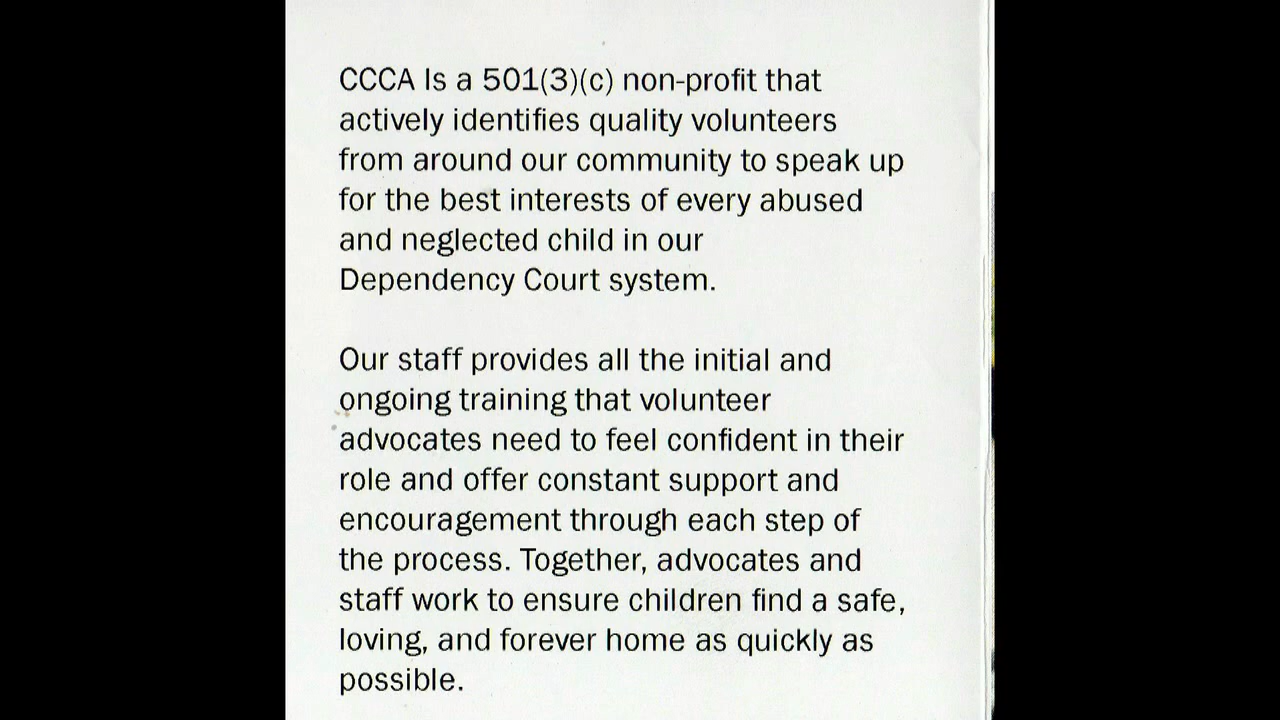 CCCA Is a 501(3)(c) non-profit that
actively identifies quality volunteers
from around our community to speak up
for the best interests of every abused
and neglected child in our
Dependency Court system.
Our staff provides all the initial and
ongoing training that volunteer
advocates need to feel confident in their
role and offer constant support and
encouragement through each step of
the process. Together, advocates and
staff work to ensure children find a safe,
loving, and forever home as quickly as
possible.